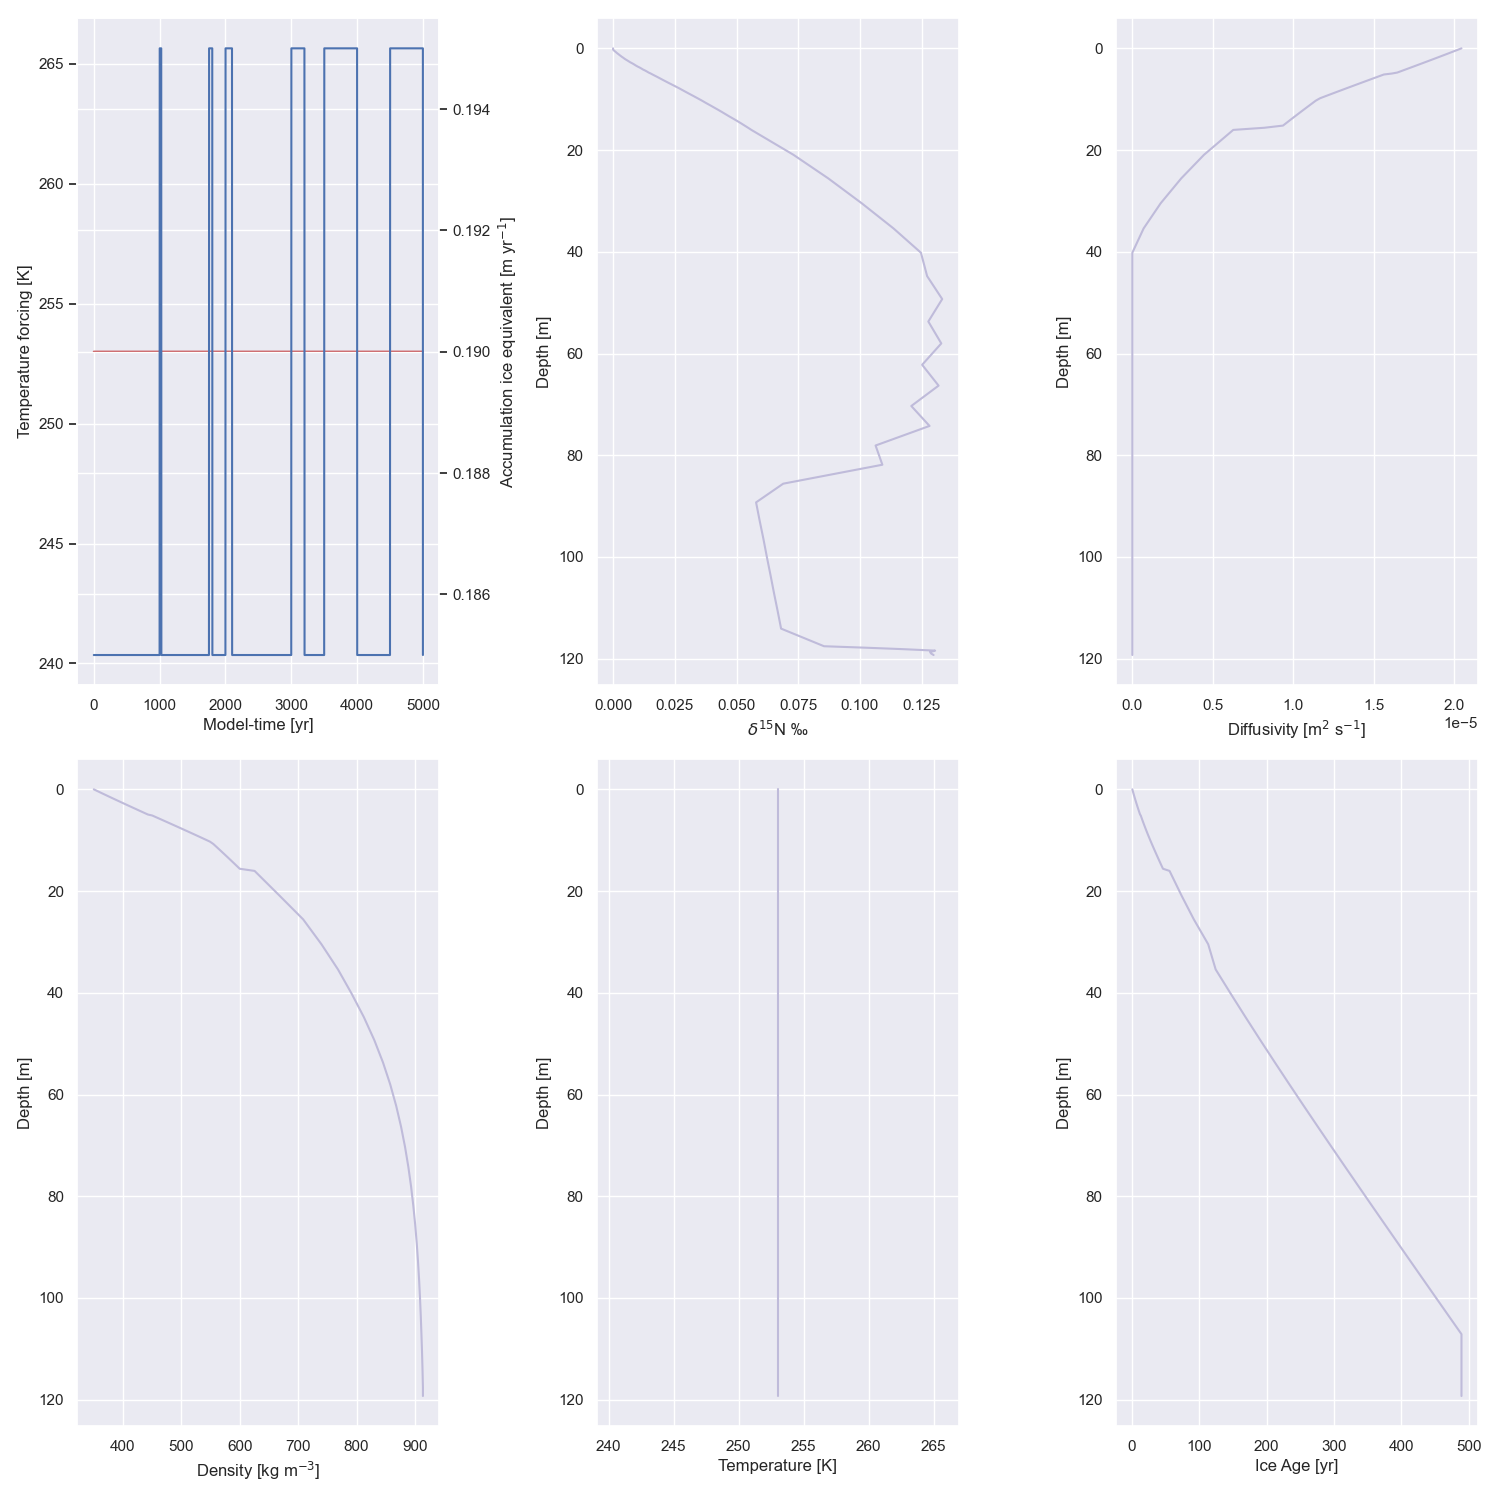 265
260
255
250
245
240
Temperature forcing [K]
0.194
0.192
0.190
0.188
0.186
Accumulation ice equivalent [m yr⁻¹]
0 1000 2000 3000 4000 5000
Model-time [yr]
0
20
40
60
80
100
120
Depth [m]
0.000 0.025 0.050 0.075 0.100 0.125
δ¹⁵N ‰
0
20
40
60
80
100
120
Depth [m]
0.0 0.5 1.0 1.5 2.0
1e−5
Diffusivity [m² s⁻¹]
0
20
40
60
80
100
120
Depth [m]
400 500 600 700 800 900
Density [kg m⁻³]
0
20
40
60
80
100
120
Depth [m]
240 245 250 255 260 265
Temperature [K]
0
20
40
60
80
100
120
Depth [m]
0 100 200 300 400 500
Ice Age [yr]